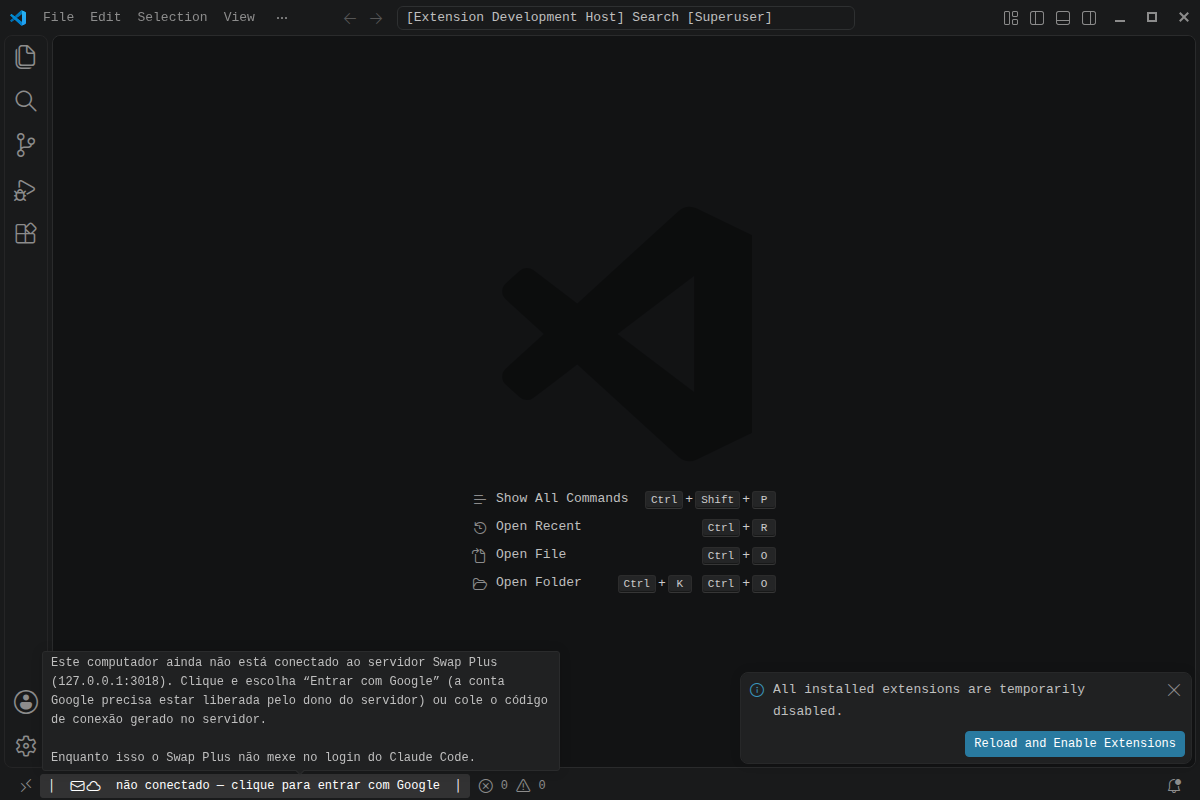 File Edit Selection View ···
[Extension Development Host] Search [Superuser]
Show All Commands Ctrl + Shift + P
Open Recent Ctrl + R
Open File Ctrl + O
Open Folder Ctrl + K Ctrl + O
Este computador ainda não está conectado ao servidor Swap Plus
(127.0.0.1:3018). Clique e escolha “Entrar com Google” (a conta
Google precisa estar liberada pelo dono do servidor) ou cole o código
de conexão gerado no servidor.
Enquanto isso o Swap Plus não mexe no login do Claude Code.
All installed extensions are temporarily
disabled.
Reload and Enable Extensions
| não conectado — clique para entrar com Google | 0 0